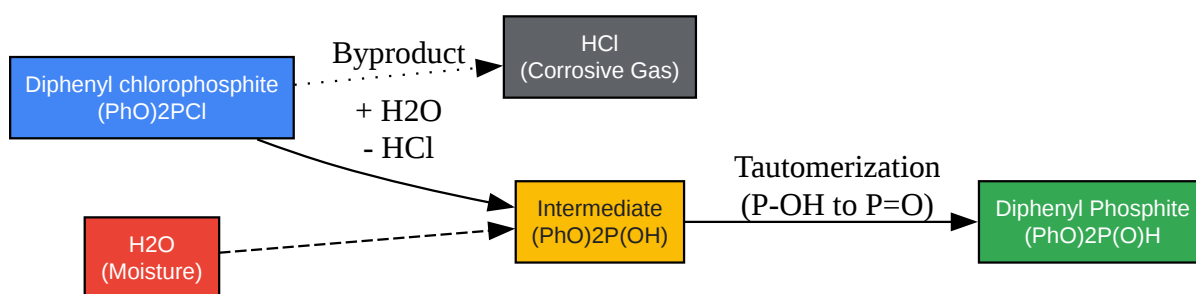 Diphenyl chlorophosphite
(PhO)2PCl
Byproduct
HCl
(Corrosive Gas)
+ H2O
- HCl
H2O
(Moisture)
Intermediate
(PhO)2P(OH)
Tautomerization
(P-OH to P=O)
Diphenyl Phosphite
(PhO)2P(O)H